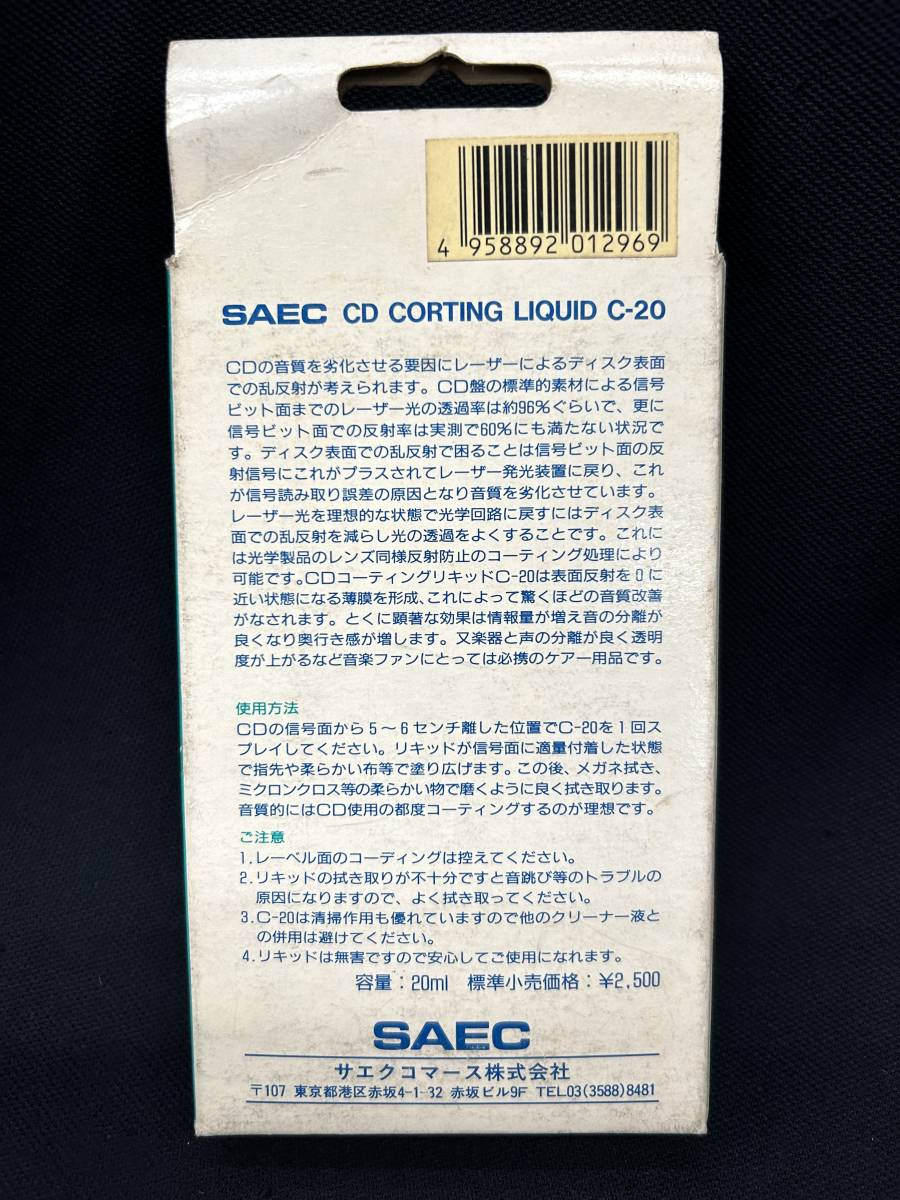 4 958892 012969
SAEC CD CORTING LIQUID C-20
CDの音質を劣化させる要因にレーザーによるディスク表面
での乱反射が考えられます。CD盤の標準的素材による信号
ビット面までのレーザー光の透過率は約96%ぐらいで、更に
信号ビット面での反射率は実測で60%にも満たない状況で
す。ディスク表面での乱反射で困ることは信号ビット面の反
射信号にこれがプラスされてレーザー発光装置に戻り、これ
が信号読み取り誤差の原因となり音質を劣化させています。
レーザー光を理想的な状態で光学回路に戻すにはディスク表
面での乱反射を減らし光の透過をよくすることです。これに
は光学製品のレンズ同様反射防止のコーティング処理により
可能です。CDコーティングリキッドC-20は表面反射を0に
近い状態になる薄膜を形成、これによって驚くほどの音質改善
がなされます。とくに顕著な効果は情報量が増え音の分離が
良くなり奥行き感が増します。又楽器と声の分離が良く透明
度が上がるなど音楽ファンにとっては必携のケアー用品です。
使用方法
CDの信号面から5〜6センチ離した位置でC-20を1回ス
プレイしてください。リキッドが信号面に適量付着した状態
で指先や柔らかい布等で塗り広げます。この後、メガネ拭き、
ミクロンクロス等の柔らかい物で磨くように良く拭き取ります。
音質的にはCD使用の都度コーティングするのが理想です。
ご注意
1.レーベル面のコーディングは控えてください。
2.リキッドの拭き取りが不十分ですと音跳び等のトラブルの
原因になりますので、よく拭き取ってください。
3.C-20は清掃作用も優れていますので他のクリーナー液と
の併用は避けてください。
4.リキッドは無害ですので安心してご使用になれます。
容量:20ml 標準小売価格:¥2,500
SAEC
サエクコマース株式会社
〒107 東京都港区赤坂4-1-32 赤坂ビル9F TEL.03(3588)8481